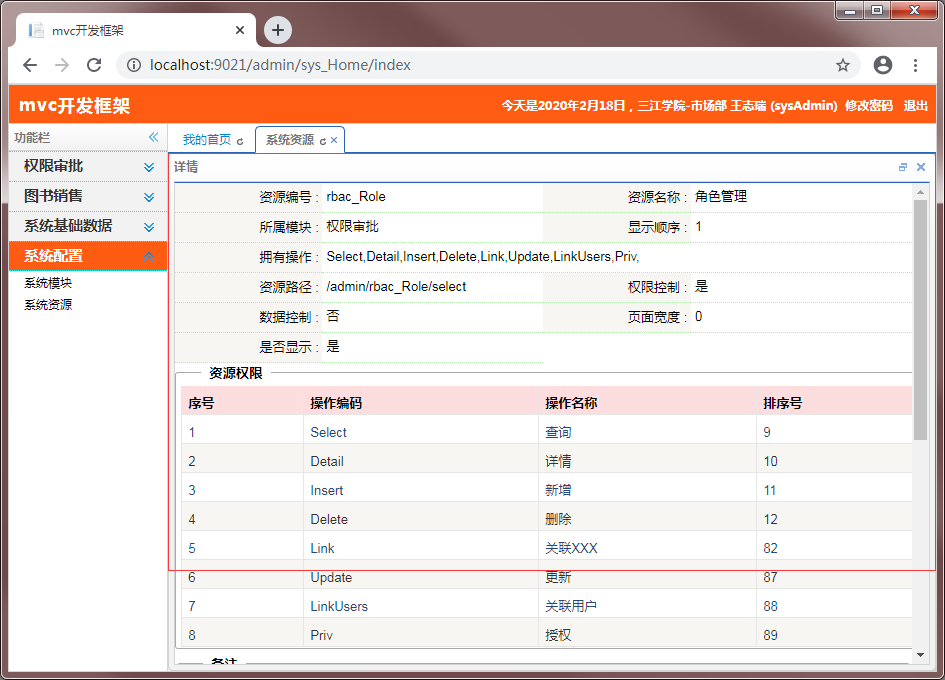 mvc开发框架
localhost:9021/admin/sys_Home/index
mvc开发框架 今天是2020年2月18日，三江学院-市场部 王志瑞 (sysAdmin) 修改密码 退出
功能栏
权限审批
图书销售
系统基础数据
系统配置
系统模块
系统资源
我的首页 系统资源
详情
资源编号： rbac_Role 资源名称： 角色管理
所属模块： 权限审批 显示顺序： 1
拥有操作： Select,Detail,Insert,Delete,Link,Update,LinkUsers,Priv,
资源路径： /admin/rbac_Role/select 权限控制： 是
数据控制： 否 页面宽度： 0
是否显示： 是
资源权限
序号 操作编码 操作名称 排序号
1 Select 查询 9
2 Detail 详情 10
3 Insert 新增 11
4 Delete 删除 12
5 Link 关联XXX 82
6 Update 更新 87
7 LinkUsers 关联用户 88
8 Priv 授权 89
备注